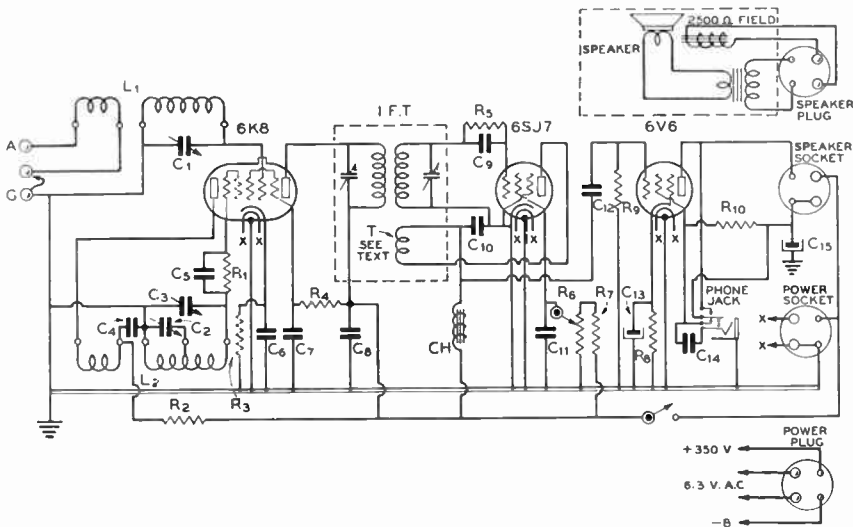 2500 Ω FIELD
SPEAKER
SPEAKER PLUG
L1
A
G
C1
6K8
I F.T
R5
C9
6SJ7
6V6
SPEAKER SOCKET
C12
R9
R10
C15
T
SEE TEXT
C10
X X
X X
X X
C5
R1
C3
C4
C2
R4
R6
R7
C13
PHONE JACK
POWER SOCKET
X
X
C6
C7
C8
CH
C11
R8
C14
L2
R3
R2
POWER PLUG
+350 V
6·3 V. A.C
–B